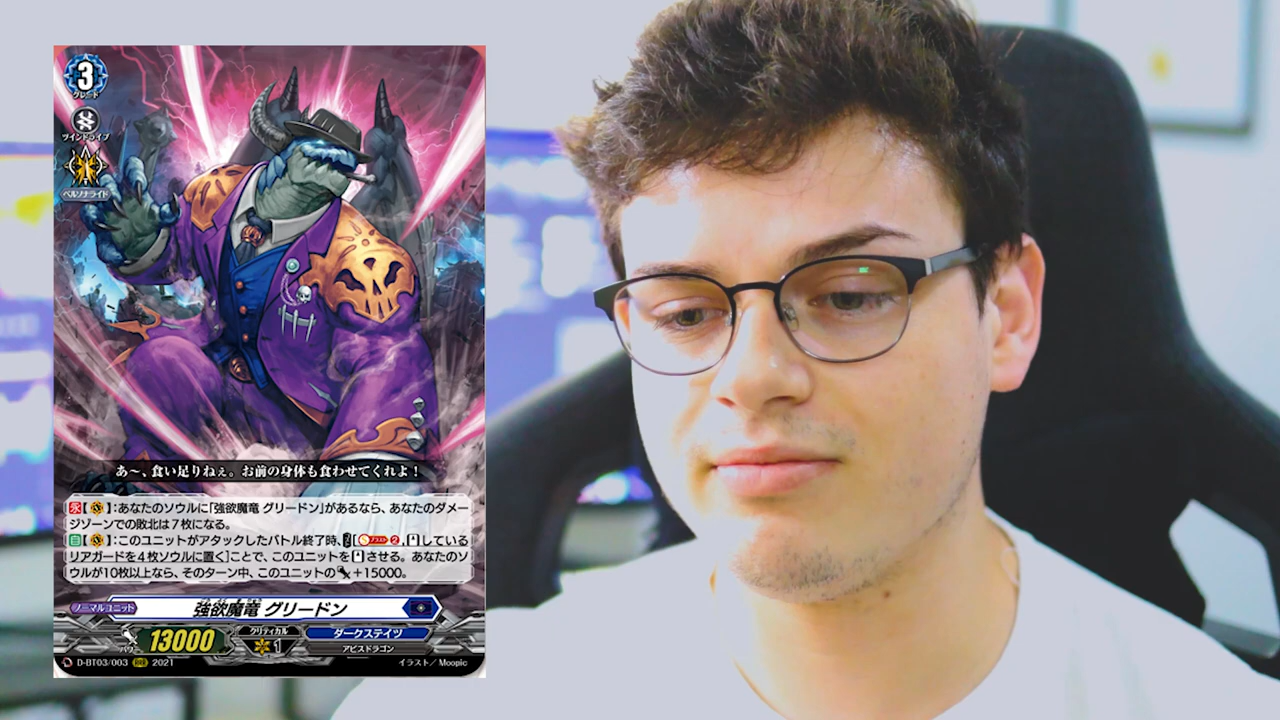 3
グレード
ツインドライブ
ペルソナライド
あ～、食い足りねぇ。お前の身体も食わせてくれよ！
永【】：あなたのソウルに「強欲魔竜 グリードン」があるなら、あなたのダメー
ジゾーンでの敗北は７枚になる。
自【】：このユニットがアタックしたバトル終了時、[ブラスト2,【】している
リアガードを４枚ソウルに置く]ことで、このユニットを【】させる。あなたのソ
ウルが10枚以上なら、そのターン中、このユニットの+15000。
ノーマルユニット
強欲魔竜 グリードン
パワー 13000 クリティカル 1 ダークステイツ
アビスドラゴン
D-BT03/003 RRR 2021 イラスト／Moopic